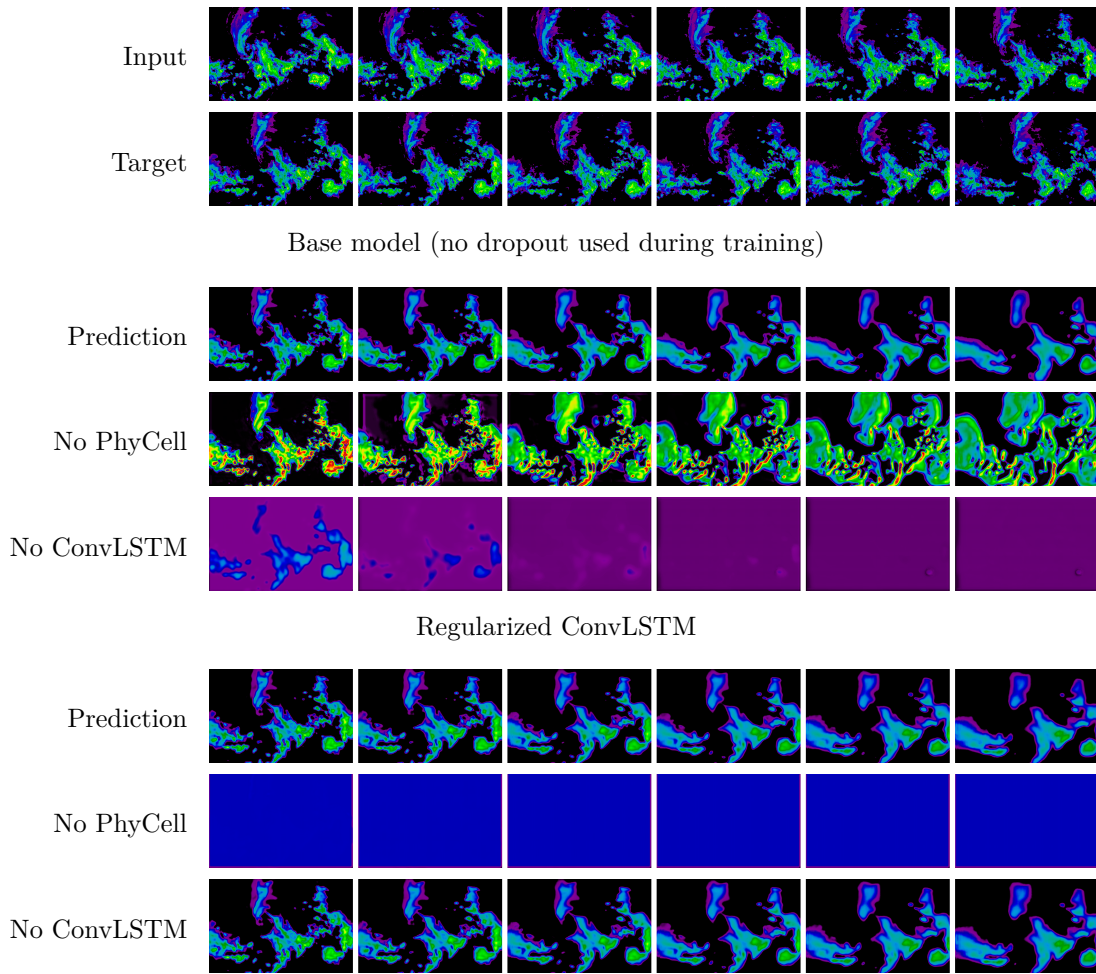 Input
Target
Base model (no dropout used during training)
Prediction
No PhyCell
No ConvLSTM
Regularized ConvLSTM
Prediction
No PhyCell
No ConvLSTM